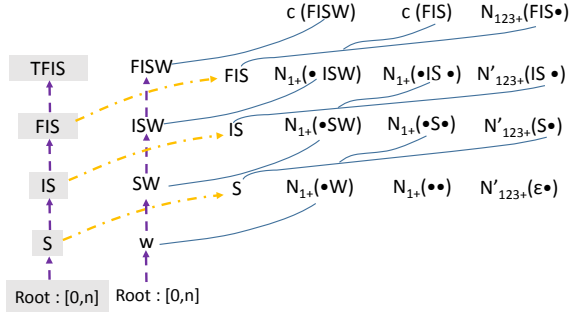 c (FISW) c (FIS) N₁₂₃₊(FIS•)
TFIS FISW FIS N₁₊(• ISW) N₁₊(•IS •) N'₁₂₃₊(IS •)
FIS ISW IS N₁₊(•SW) N₁₊(•S•) N'₁₂₃₊(S•)
IS SW S N₁₊(•W) N₁₊(••) N'₁₂₃₊(ε•)
S w
Root : [0,n] Root : [0,n]